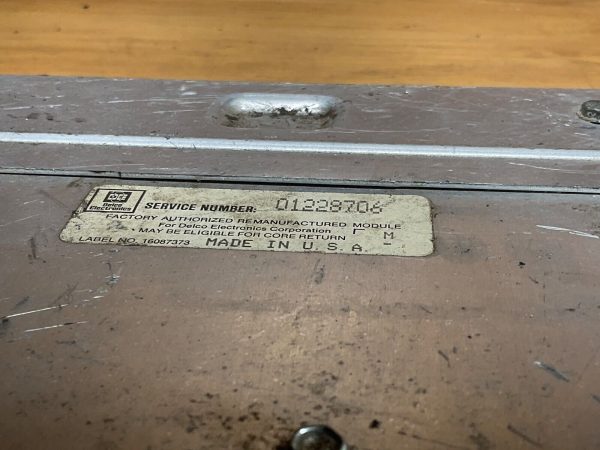 DE
Delco
Electronics
SERVICE NUMBER: 01228706
FACTORY AUTHORIZED REMANUFACTURED MODULE
For Delco Electronics Corporation
MAY BE ELIGIBLE FOR CORE RETURN M
LABEL NO. 16087373 MADE IN U.S.A.